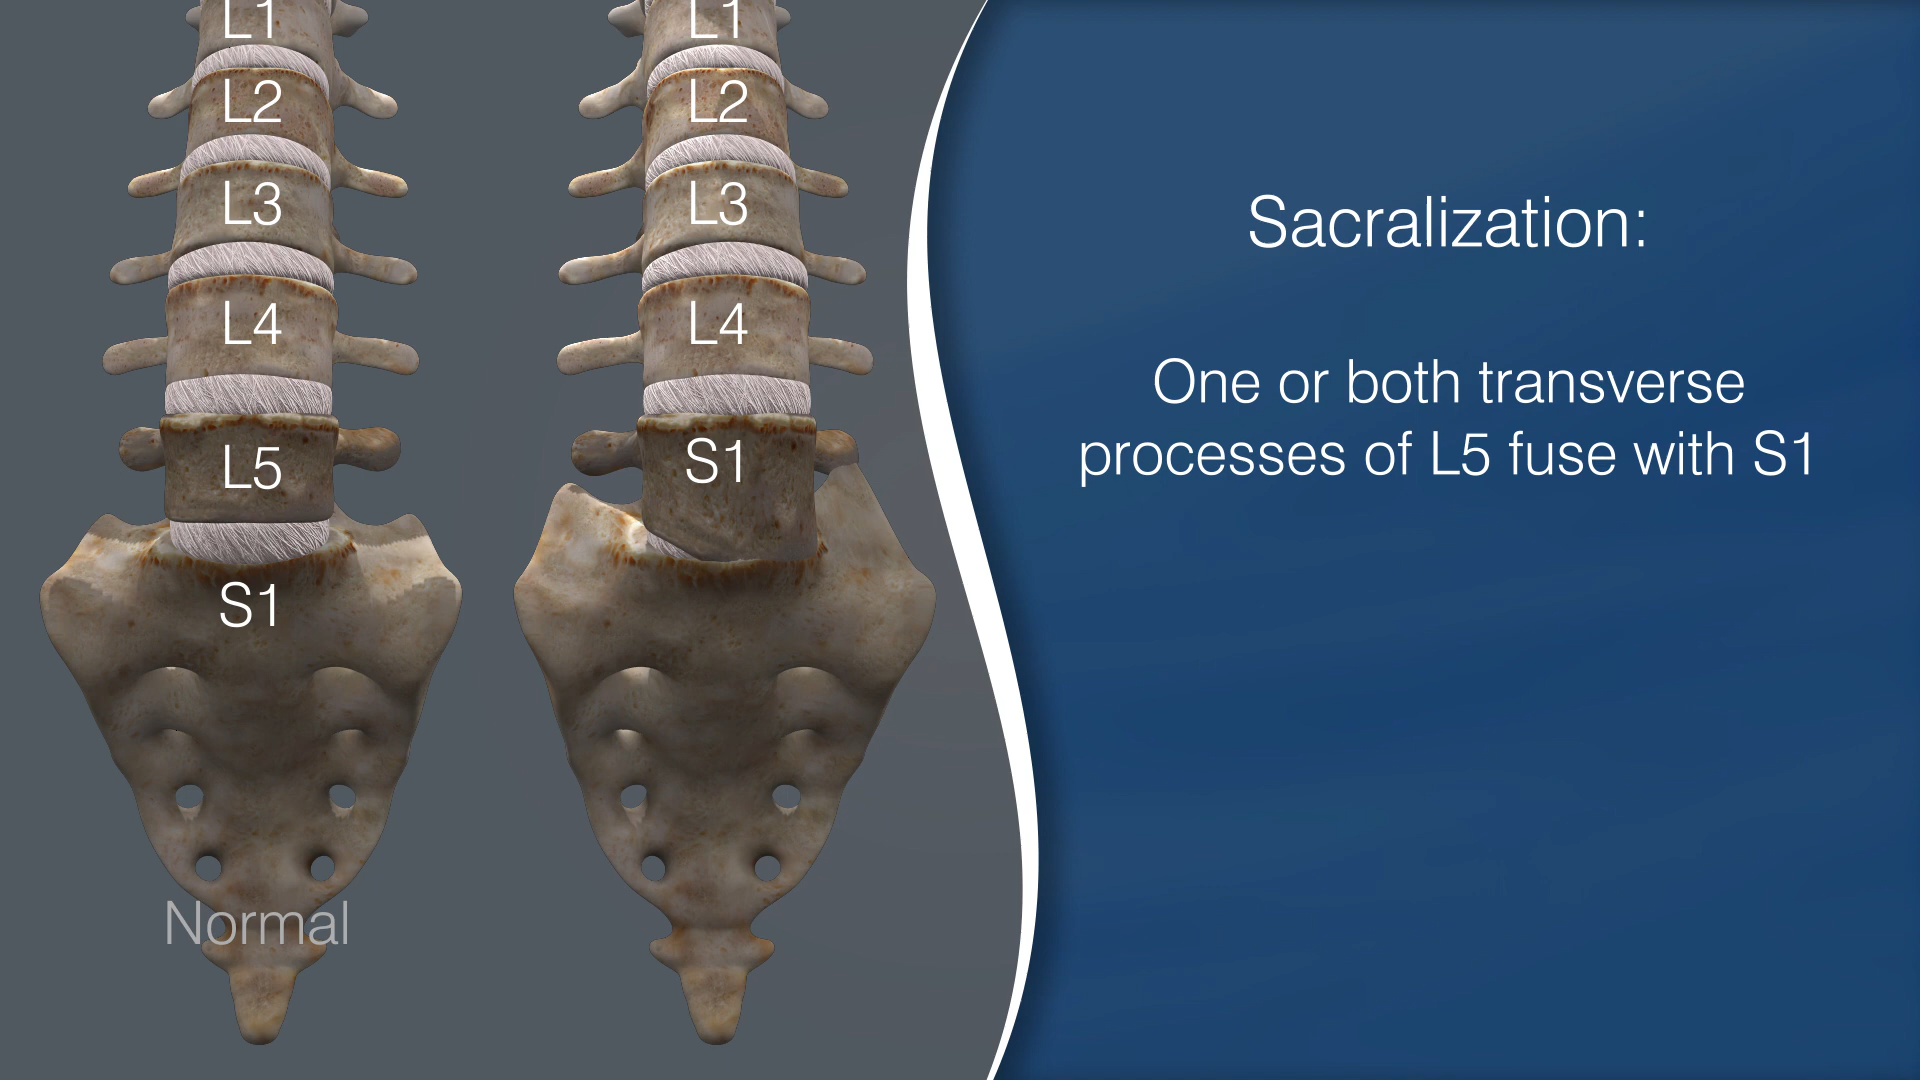 L1
L2
L3
L4
L5
S1
Normal
L1
L2
L3
L4
S1
Sacralization:
One or both transverse
processes of L5 fuse with S1